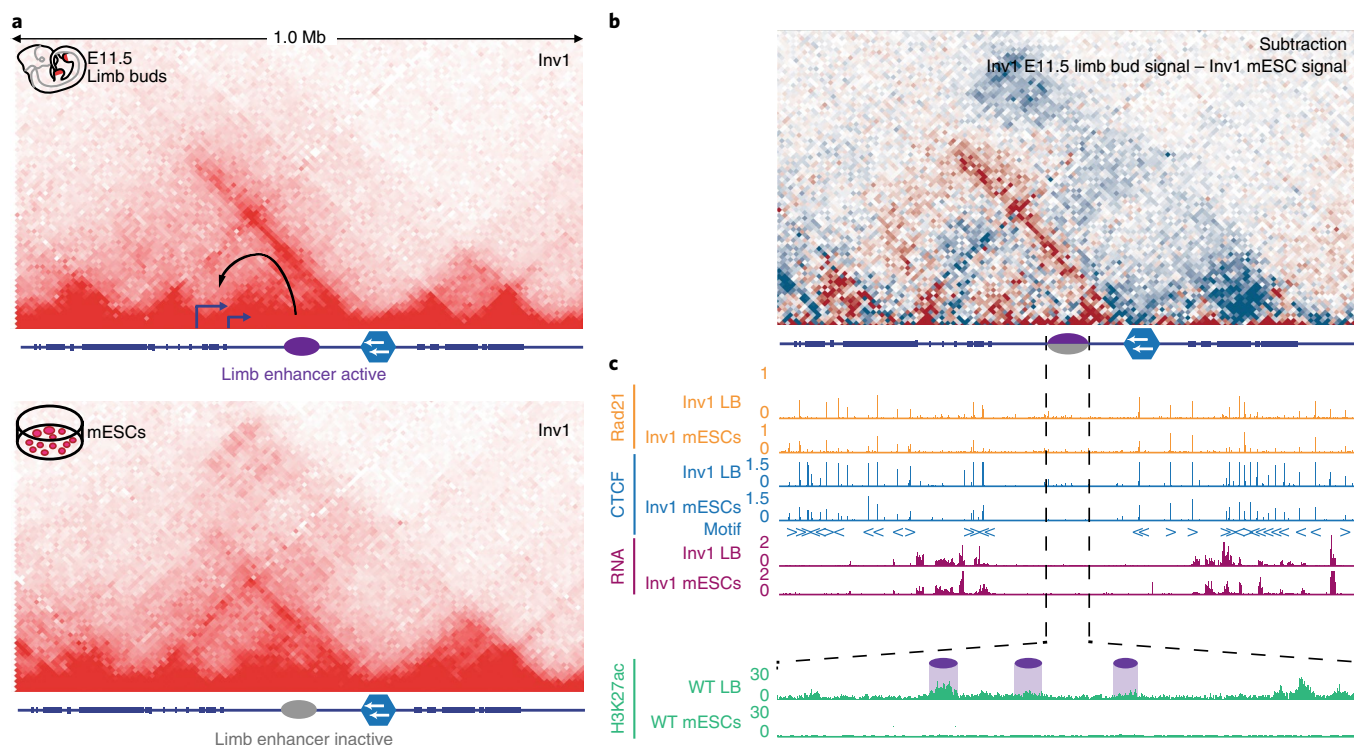 a
1.0 Mb
E11.5
Limb buds
Inv1
Limb enhancer active
mESCs
Inv1
Limb enhancer inactive
b
Subtraction
Inv1 E11.5 limb bud signal – Inv1 mESC signal
c
Rad21
Inv1 LB
1
0
Inv1 mESCs
1
0
CTCF
Inv1 LB
1.5
0
Inv1 mESCs
1.5
0
Motif
RNA
Inv1 LB
2
0
Inv1 mESCs
2
0
H3K27ac
WT LB
30
0
WT mESCs
30
0